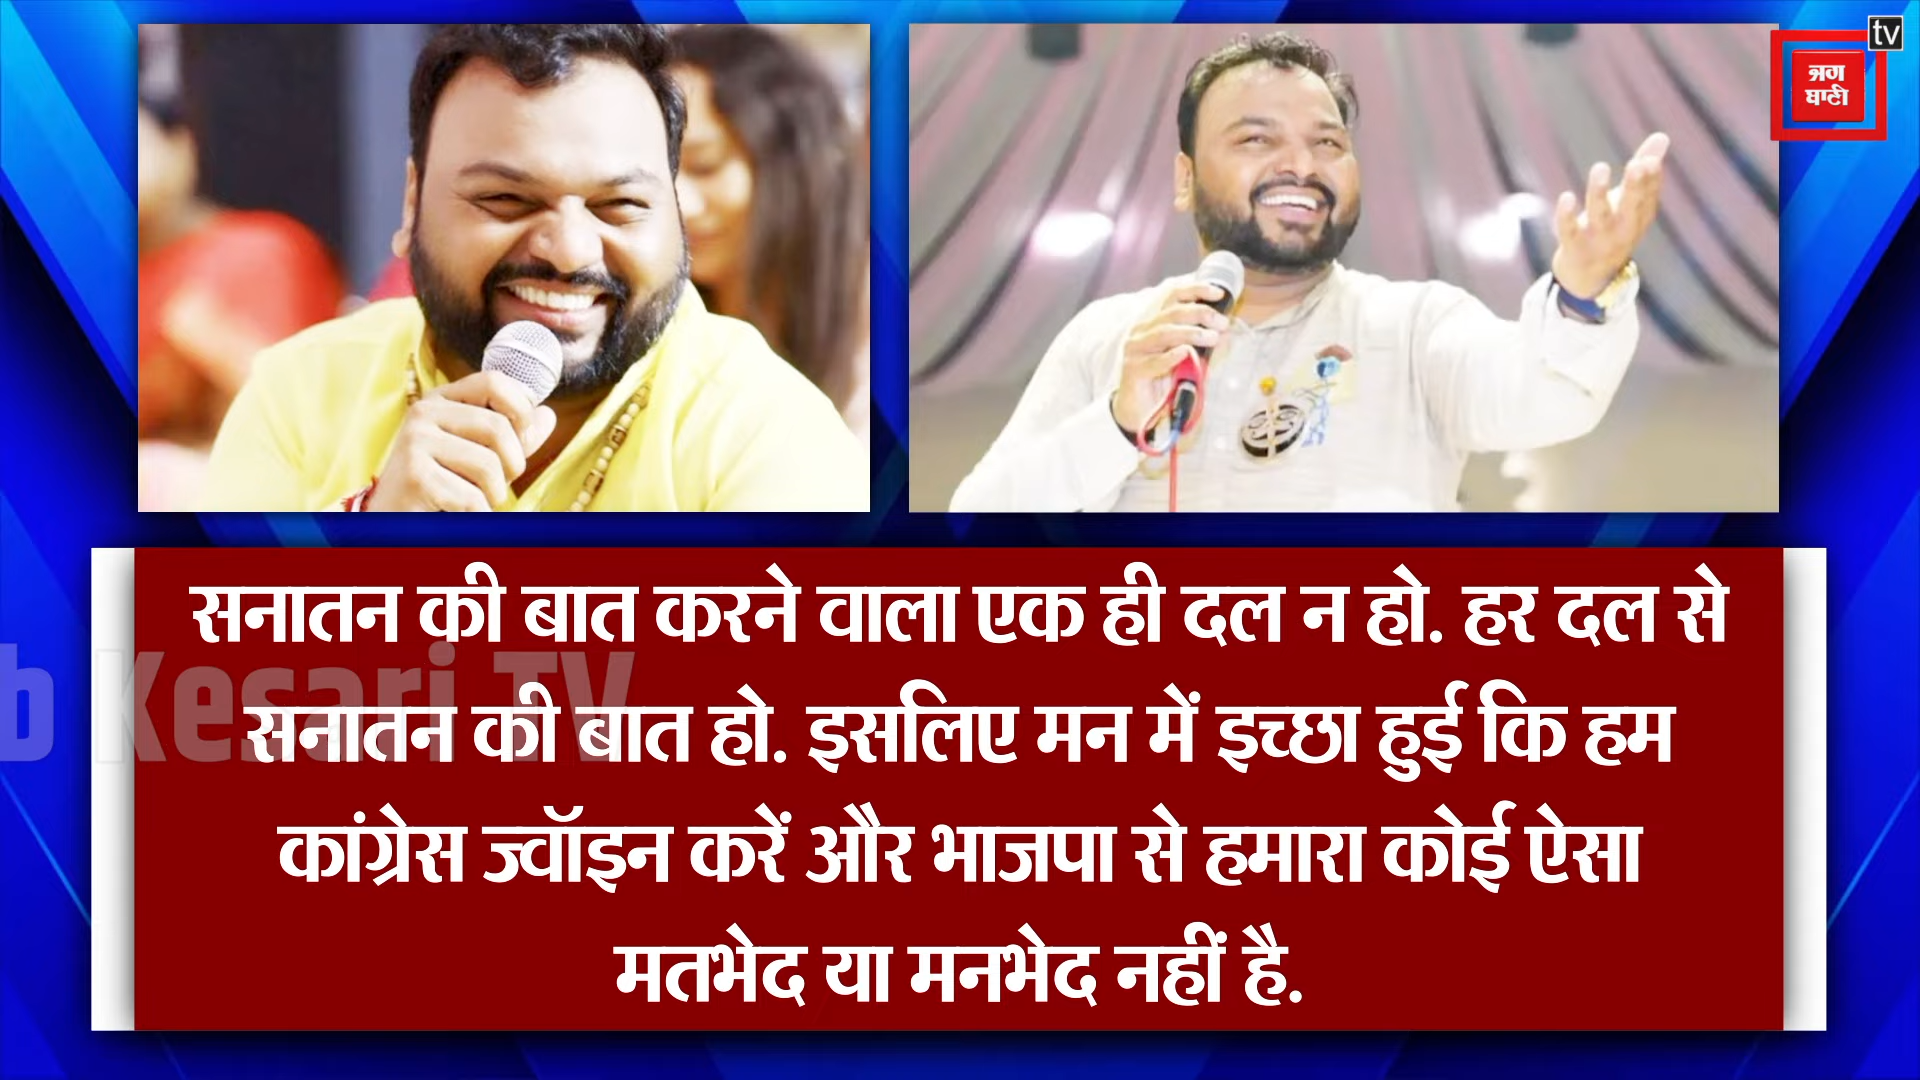 tv
जग
बाणी
सनातन की बात करने वाला एक ही दल न हो. हर दल से
सनातन की बात हो. इसलिए मन में इच्छा हुई कि हम
कांग्रेस ज्वॉइन करें और भाजपा से हमारा कोई ऐसा
मतभेद या मनभेद नहीं है.
b Kesari TV